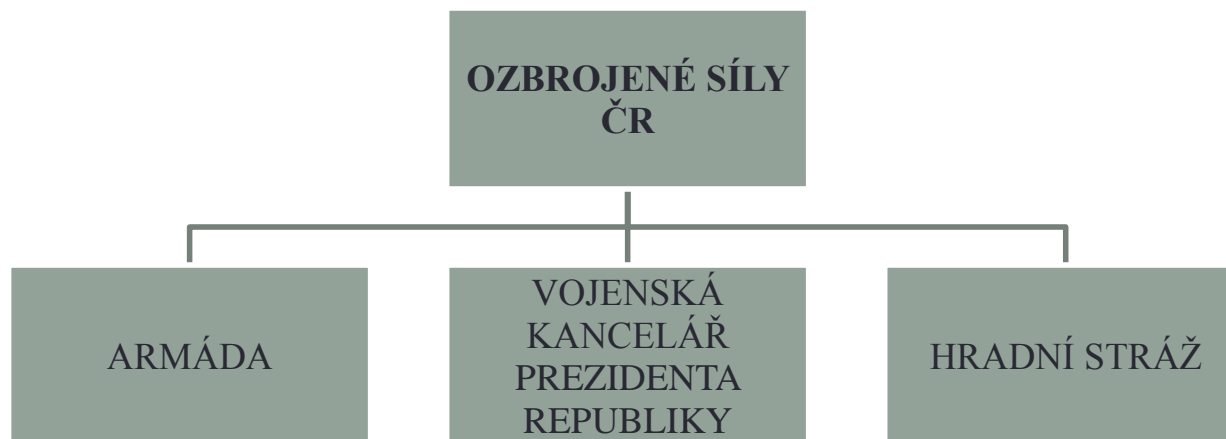 OZBROJENÉ SÍLY
ČR
ARMÁDA
VOJENSKÁ
KANCELÁŘ
PREZIDENTA
REPUBLIKY
HRADNÍ STRÁŽ